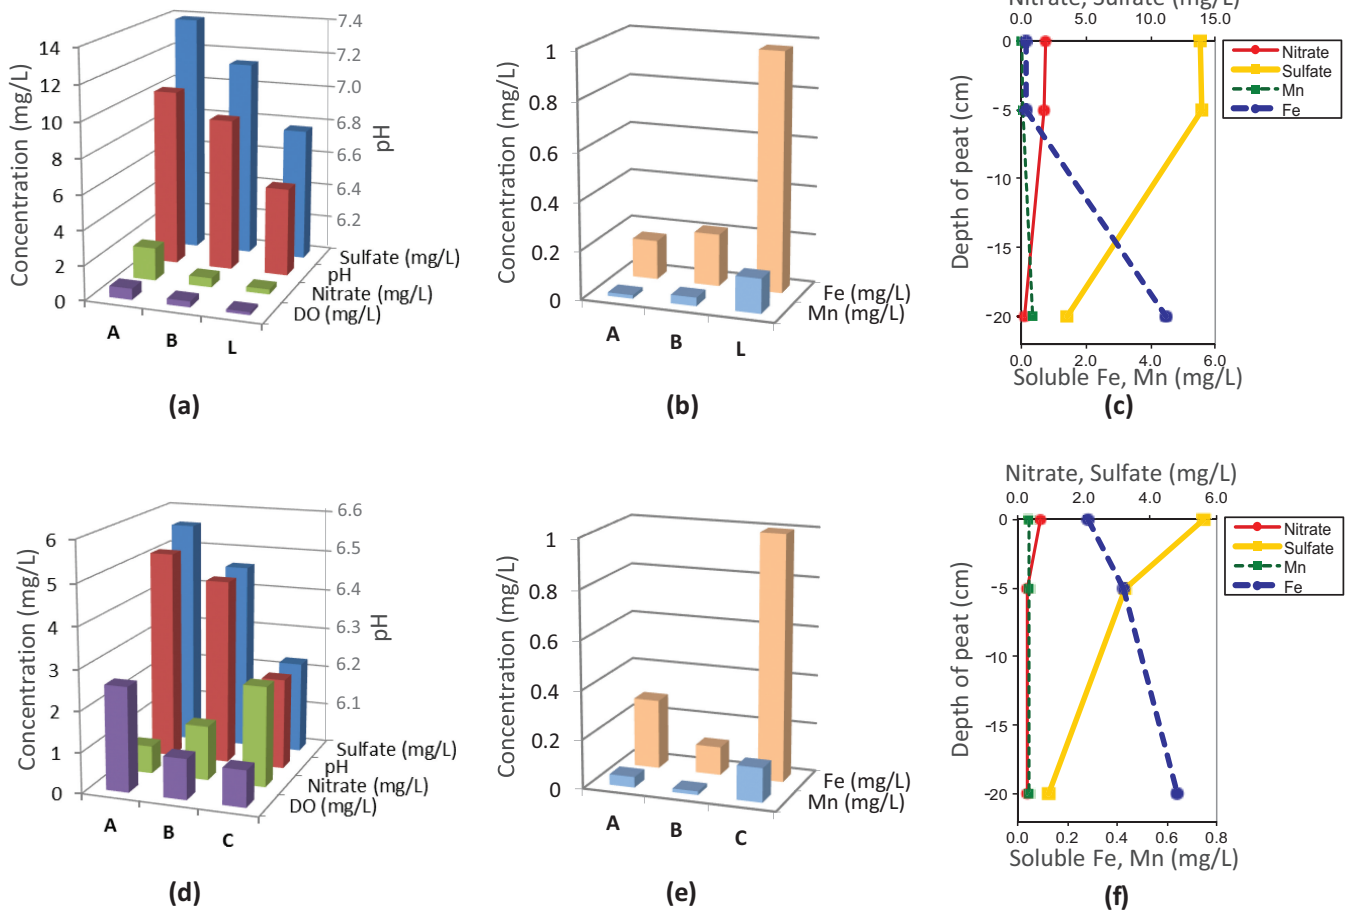 14
12
10
8
6
4
2
0
Concentration (mg/L)
7.4
7.2
7.0
6.8
6.6
6.4
6.2
pH
Sulfate (mg/L)
pH
Nitrate (mg/L)
DO (mg/L)
A
B
L
(a)
1
0.8
0.6
0.4
0.2
0
Concentration (mg/L)
Fe (mg/L)
Mn (mg/L)
A
B
L
(b)
Nitrate, Sulfate (mg/L)
0.0 5.0 10.0 15.0
0
-5
-10
-15
-20
Depth of peat (cm)
Nitrate
Sulfate
Mn
Fe
0.0 2.0 4.0 6.0
Soluble Fe, Mn (mg/L)
(c)
6
5
4
3
2
1
0
Concentration (mg/L)
6.6
6.5
6.4
6.3
6.2
6.1
pH
Sulfate (mg/L)
pH
Nitrate (mg/L)
DO (mg/L)
A
B
C
(d)
1
0.8
0.6
0.4
0.2
0
Concentration (mg/L)
Fe (mg/L)
Mn (mg/L)
A
B
C
(e)
Nitrate, Sulfate (mg/L)
0.0 2.0 4.0 6.0
0
-5
-10
-15
-20
Depth of peat (cm)
Nitrate
Sulfate
Mn
Fe
0.0 0.2 0.4 0.6 0.8
Soluble Fe, Mn (mg/L)
(f)